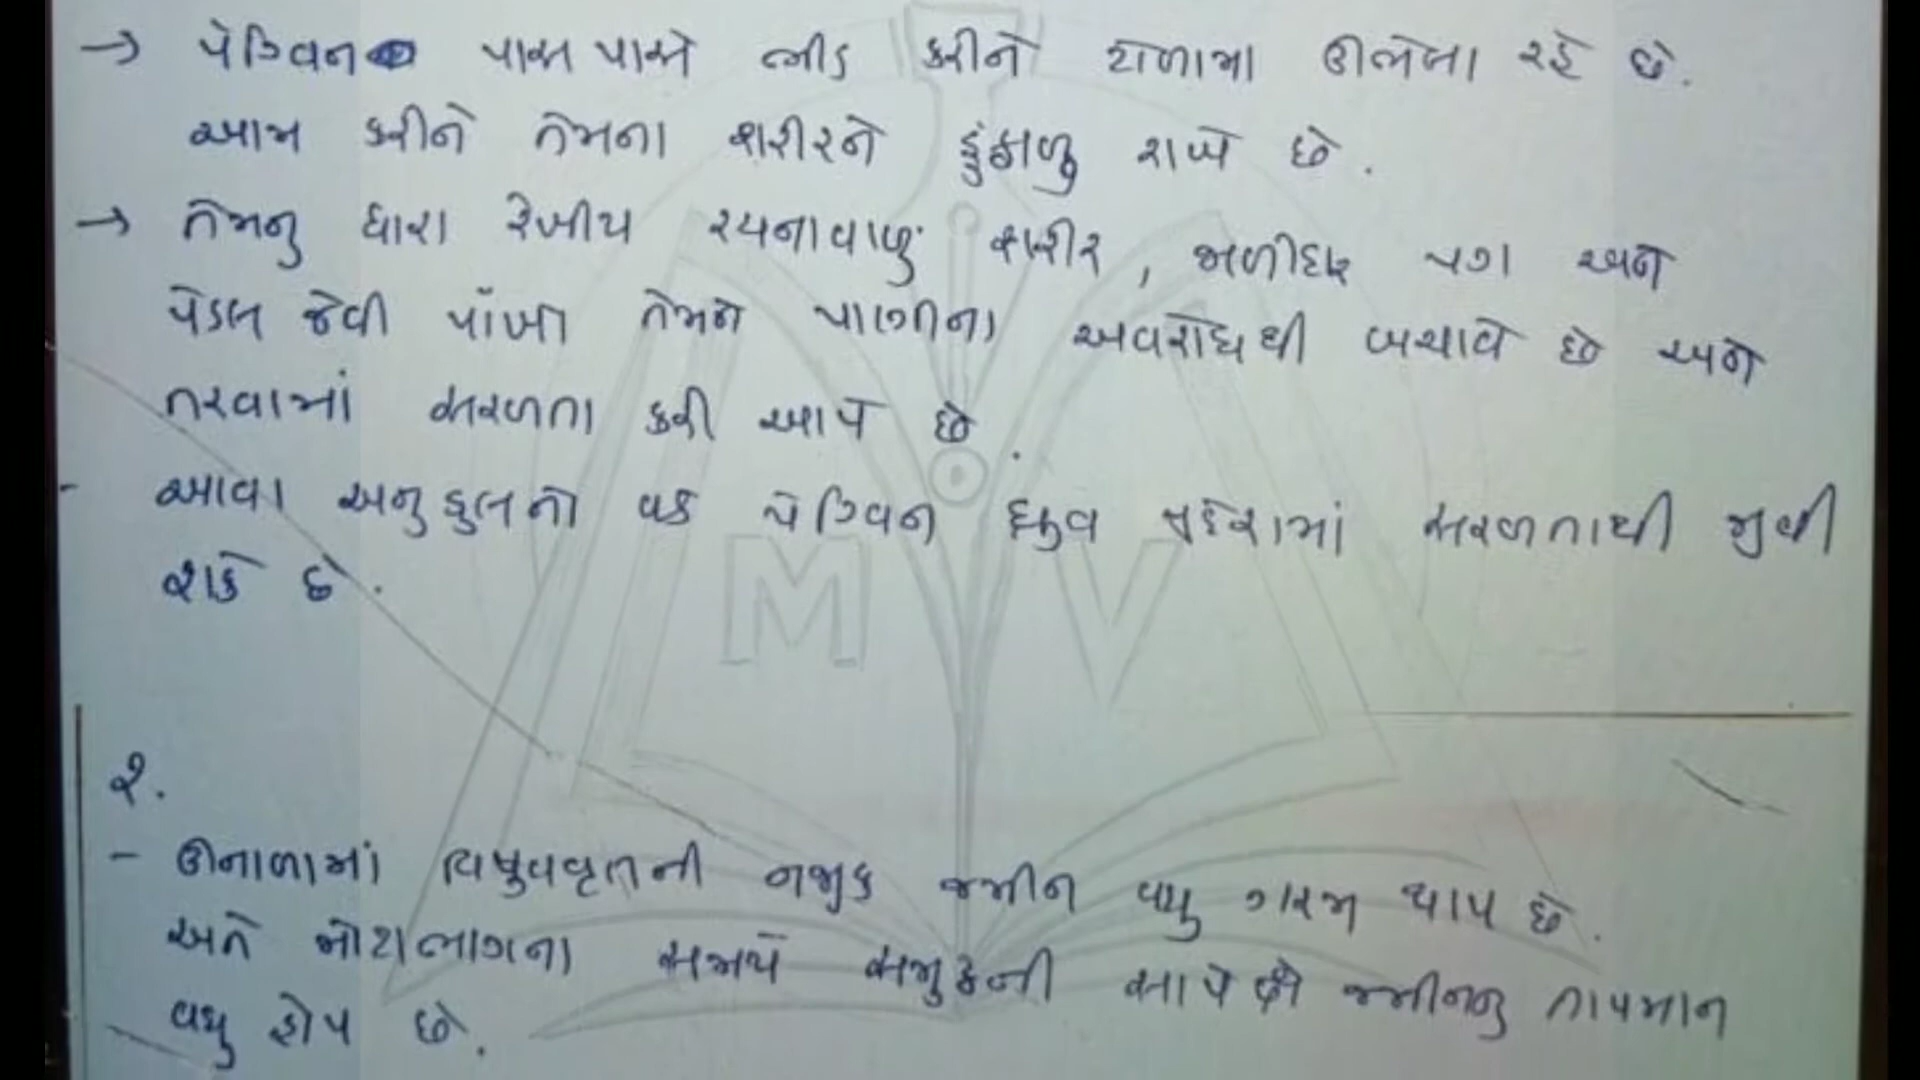 → પેંગ્વિન પાસ પાસે ભીડ કરીને ટોળામા ઊભેલા રહે છે.
આમ કરીને તેમના શરીરને હુંફાળુ રાખે છે.
→ તેમનુ ધારા રેખીય રચનાવાળું શરીર, જાળીદાર પગ અને
પેડલ જેવી પાઁખો તેમને પાણીના અવરોધથી બચાવે છે અને
તરવામાં સરળતા કરી આપે છે.
- આવા અનુકુલનો વડે પેંગ્વિન ધ્રુવ પ્રદેશમાં સરળતાથી જીવી
શકે છે.
M V
૨.
- ઊનાળામાં વિષુવવૃતની નજીક જમીન વધુ ગરમ થાય છે.
અને મોટાભાગના સમયે સમુદ્રની આપેક્ષે જમીનનુ તાપમાન
વધુ હોય છે.